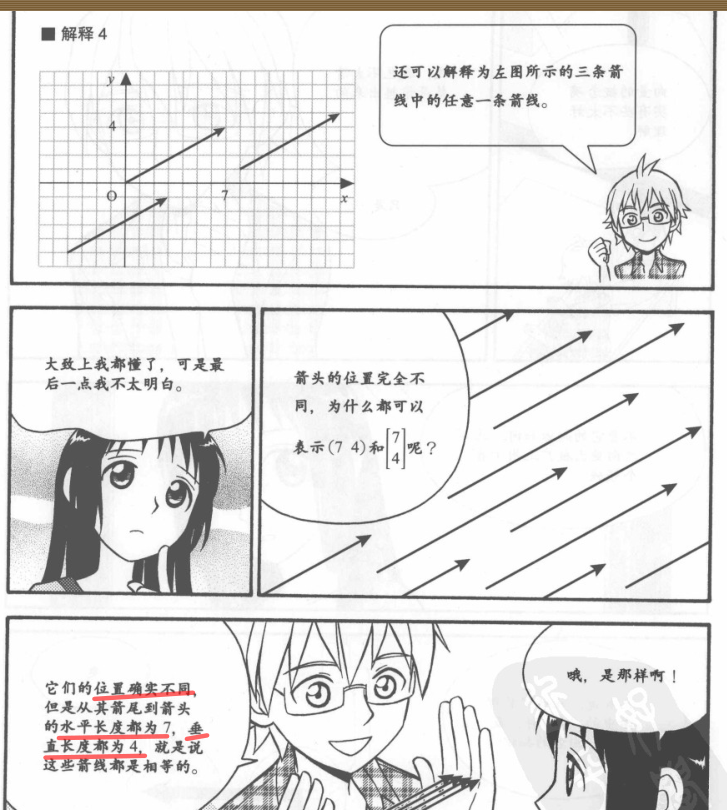 ■ 解释 4
y
4
O
7
x
还可以解释为左图所示的三条箭
线中的任意一条箭线。
大致上我都懂了，可是最
后一点我不太明白。
箭头的位置完全不
同，为什么都可以
表示(7 4)和[7
4]呢？
它们的位置确实不同，
但是从其箭尾到箭头
的水平长度都为 7，垂
直长度都为 4，就是说
这些箭线都是相等的。
哦，是那样啊！